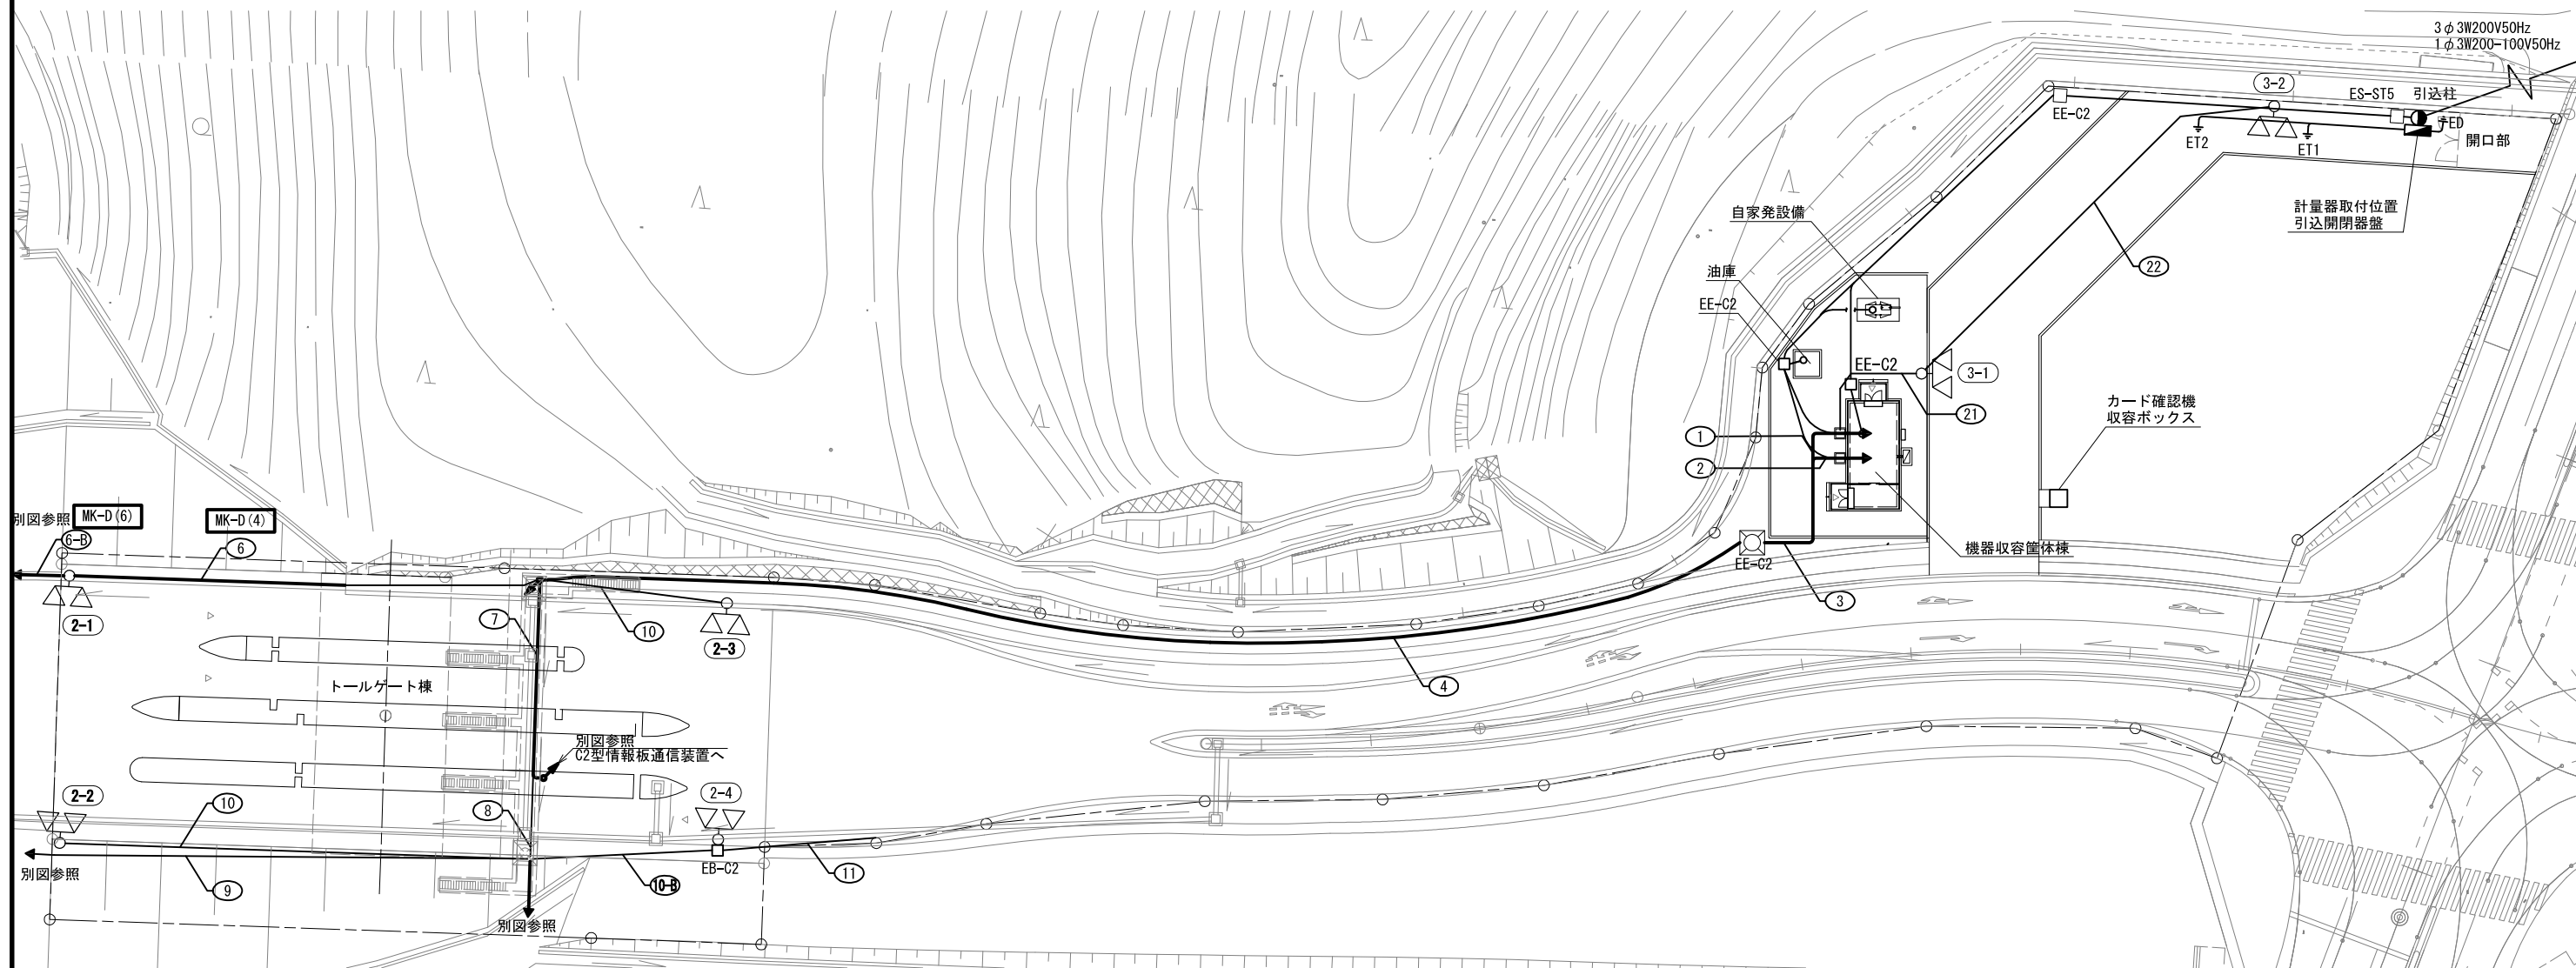 3φ3W200V50Hz
1φ3W200-100V50Hz
3-2
ES-ST5
引込柱
EE-C2
ED
ET2
ET1
開口部
自家発設備
計量器取付位置
引込開閉器盤
22
油庫
EE-C2
EE-C2
3-1
21
カード確認機
収容ボックス
1
2
機器収容筐体棟
EE-C2
3
別図参照
MK-D(6)
MK-D(4)
6-B
6
7
10
2-1
2-3
4
トールゲート棟
別図参照
C2型情報板通信装置へ
2-2
10
8
2-4
EB-C2
11
別図参照
9
10-B
別図参照